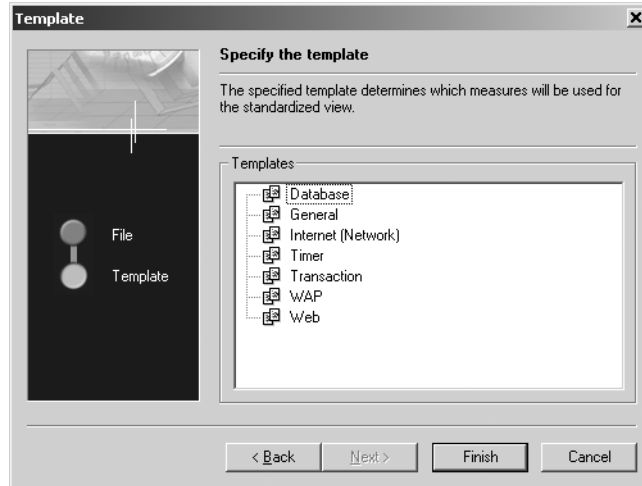 Template
Specify the template
The specified template determines which measures will be used for
the standardized view.
File
Template
Templates
Database
General
Internet (Network)
Timer
Transaction
WAP
Web
< Back
Next >
Finish
Cancel